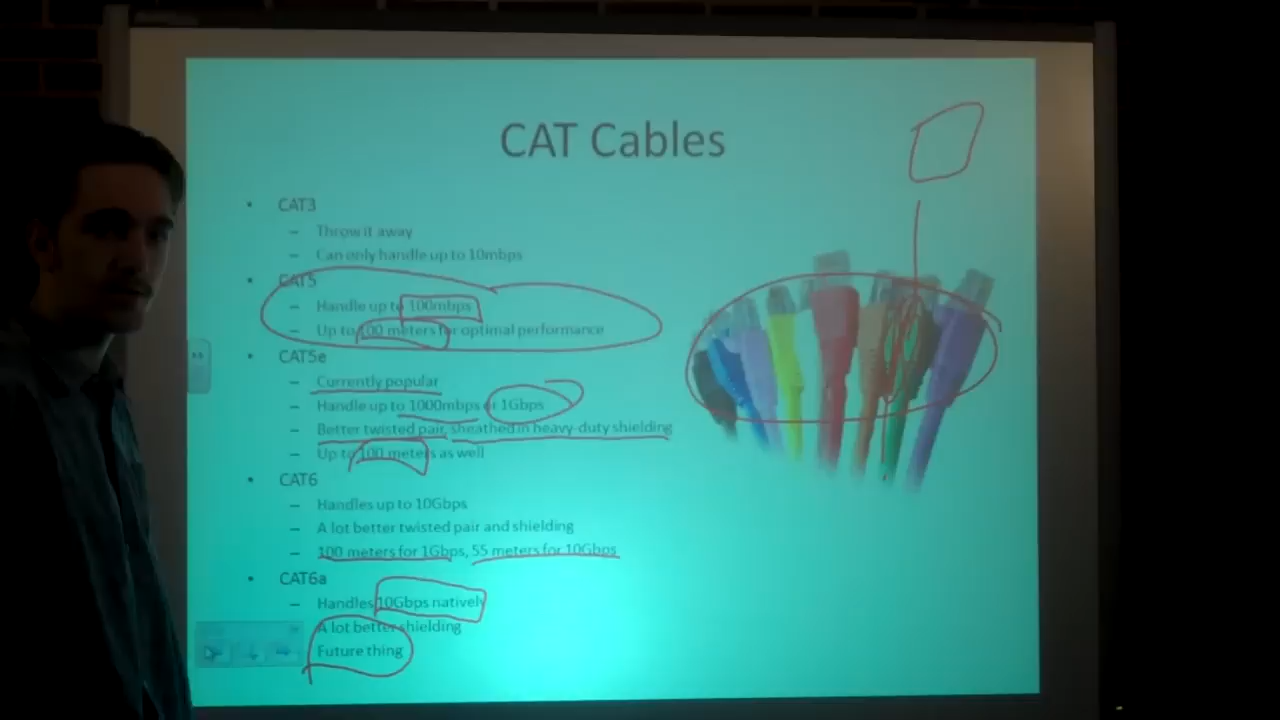 CAT Cables
• CAT3
– Throw it away
– Can only handle up to 10mbps
• CAT5
– Handle up to 100mbps
– Up to 100 meters for optimal performance
• CAT5e
– Currently popular
– Handle up to 1000mbps or 1Gbps
– Better twisted pair, sheathed in heavy-duty shielding
– Up to 100 meters as well
• CAT6
– Handles up to 10Gbps
– A lot better twisted pair and shielding
– 100 meters for 1Gbps, 55 meters for 10Gbps
• CAT6a
– Handles 10Gbps natively
A lot better shielding
Future thing